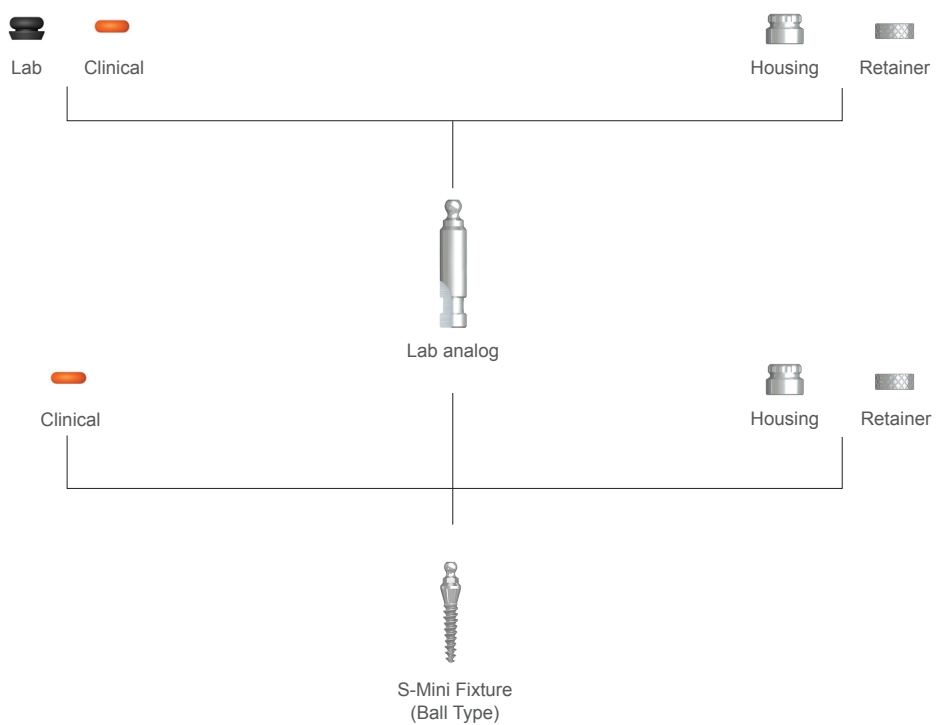 Lab
Clinical
Housing
Retainer
Lab analog
Clinical
Housing
Retainer
S-Mini Fixture
(Ball Type)